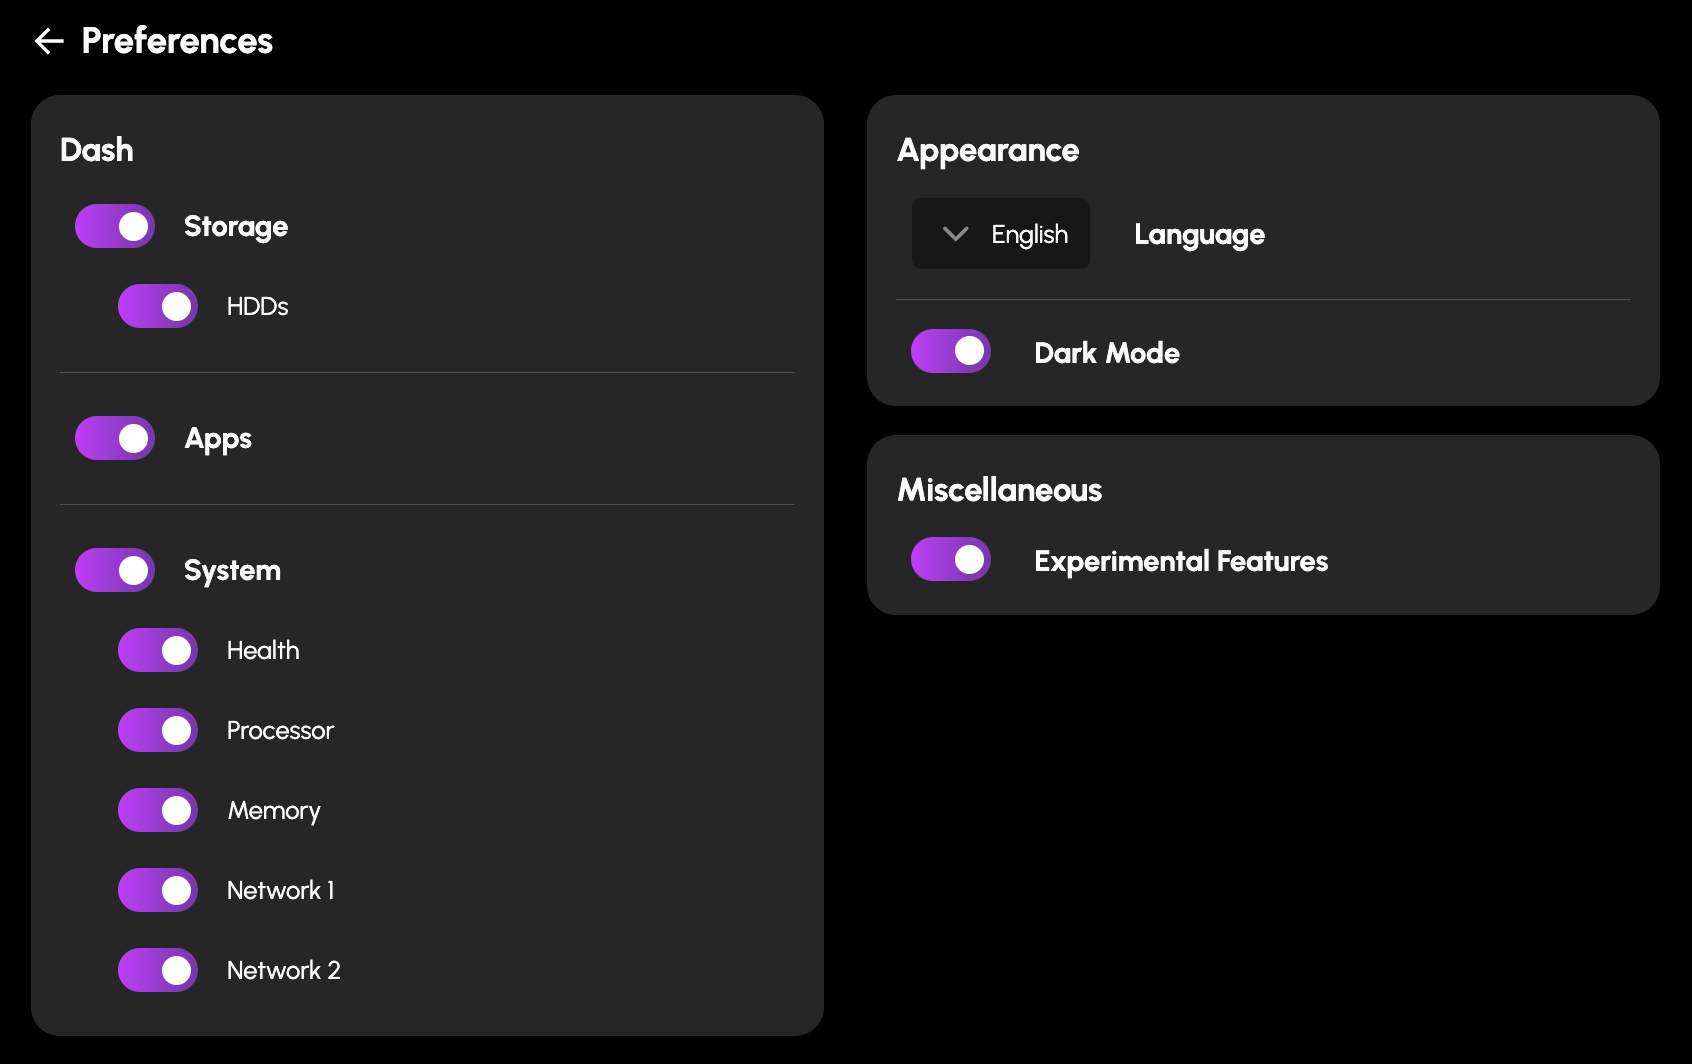 Preferences
Dash
Storage
HDDs
Apps
System
Health
Processor
Memory
Network 1
Network 2
Appearance
English
Language
Dark Mode
Miscellaneous
Experimental Features